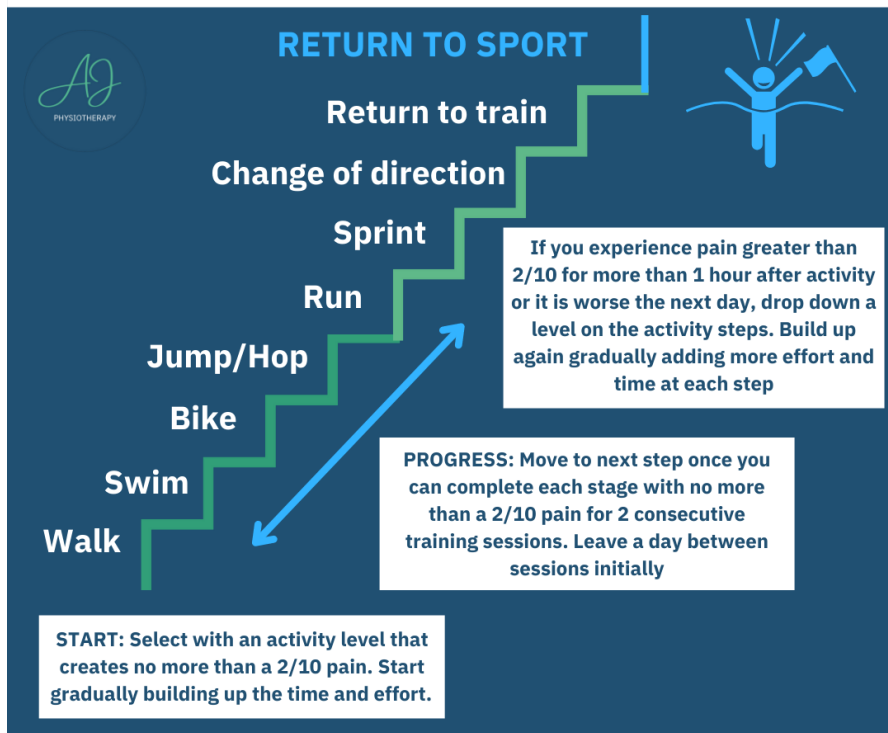 AJ
PHYSIOTHERAPY
RETURN TO SPORT
Return to train
Change of direction
Sprint
Run
Jump/Hop
Bike
Swim
Walk
If you experience pain greater than
2/10 for more than 1 hour after activity
or it is worse the next day, drop down a
level on the activity steps. Build up
again gradually adding more effort and
time at each step
PROGRESS: Move to next step once you
can complete each stage with no more
than a 2/10 pain for 2 consecutive
training sessions. Leave a day between
sessions initially
START: Select with an activity level that
creates no more than a 2/10 pain. Start
gradually building up the time and effort.